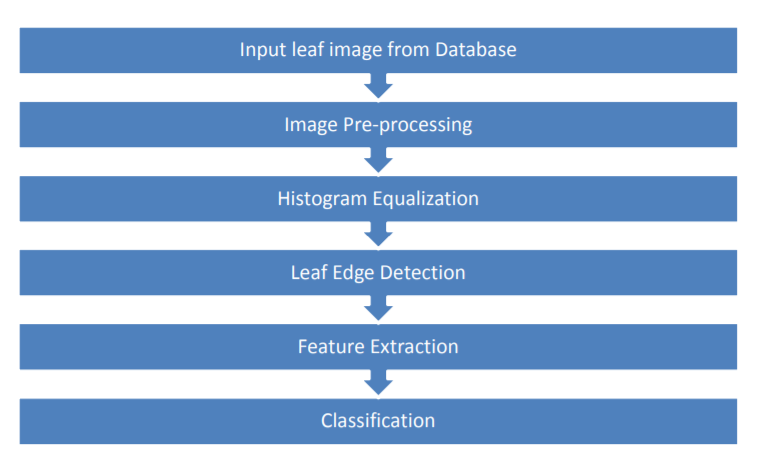 Input leaf image from Database
Image Pre-processing
Histogram Equalization
Leaf Edge Detection
Feature Extraction
Classification